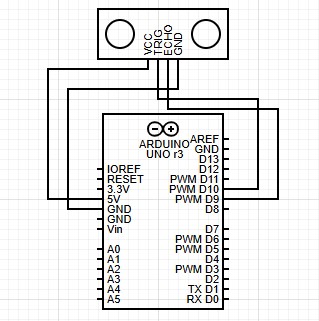 VCC
TRIG
ECHO
GND
ARDUINO
UNO r3
IOREF
RESET
3.3V
5V
GND
GND
Vin
A0
A1
A2
A3
A4
A5
AREF
GND
D13
D12
PWM D11
PWM D10
PWM D9
D8
D7
PWM D6
PWM D5
D4
PWM D3
D2
TX D1
RX D0